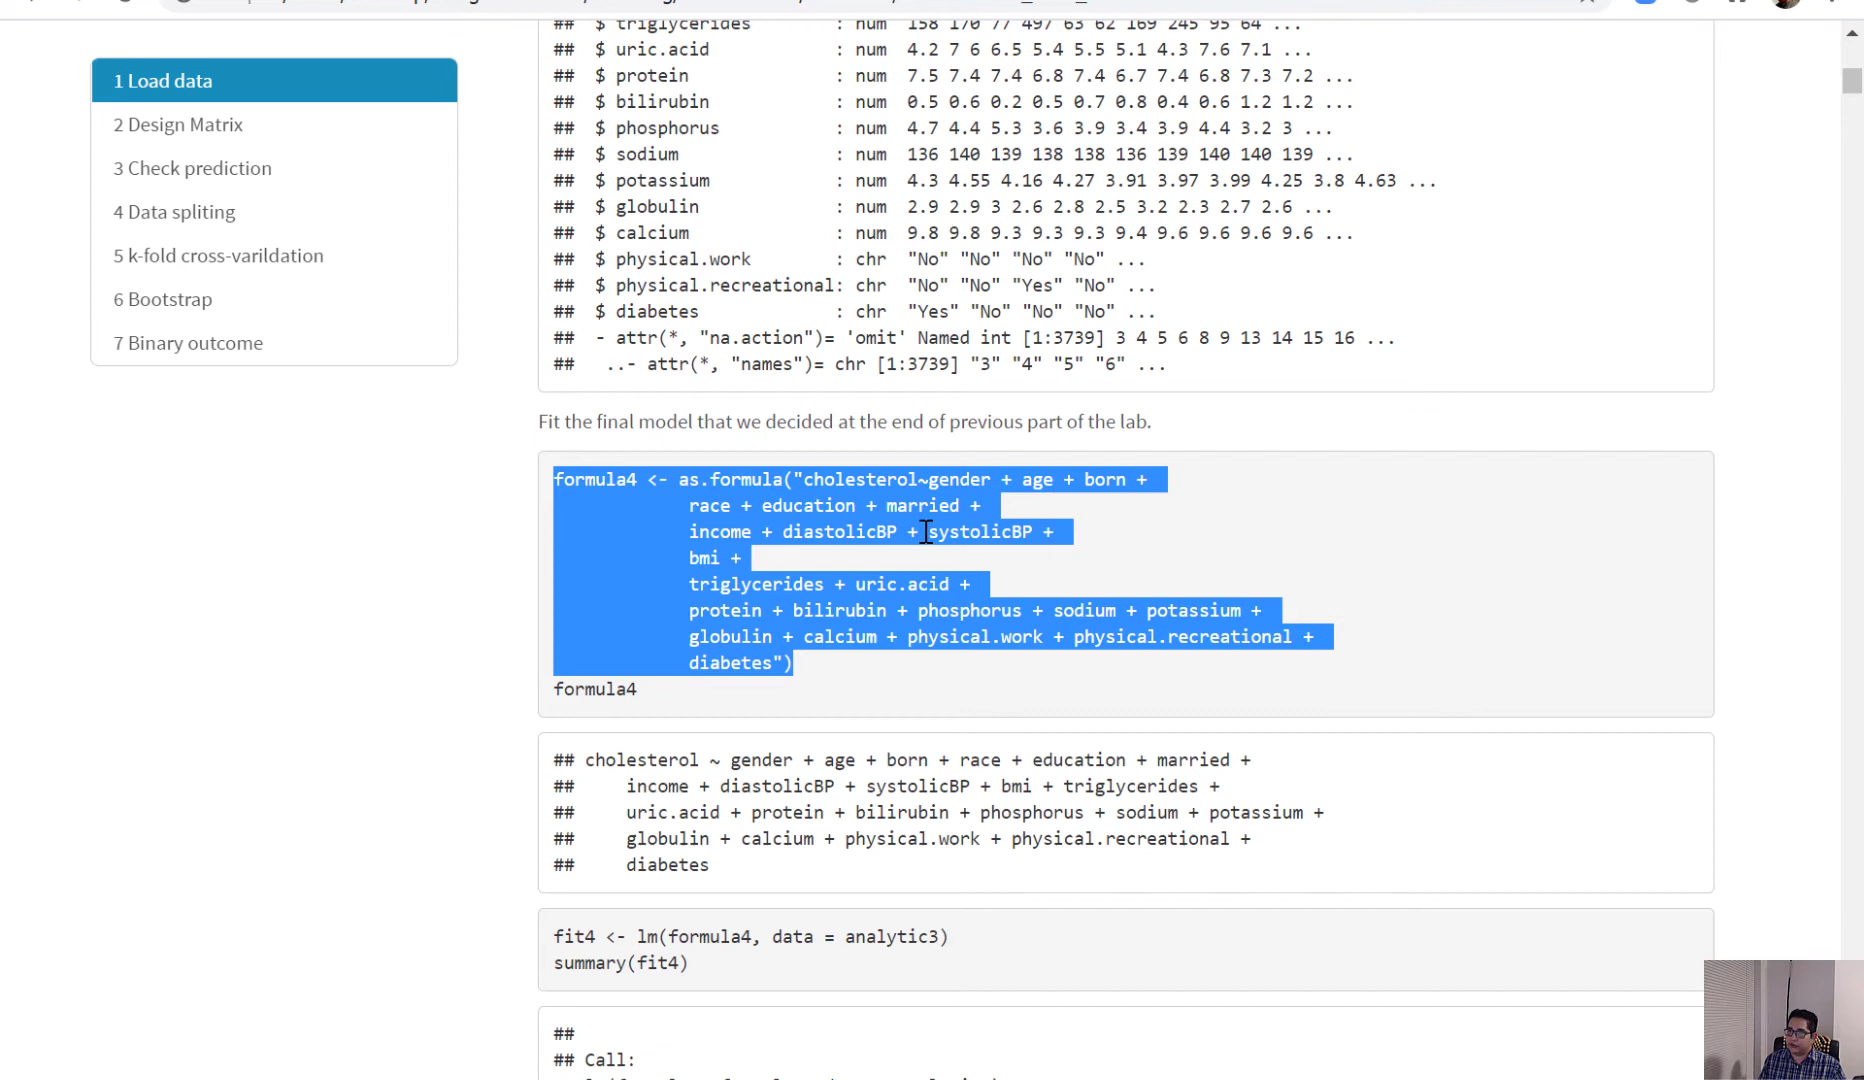 ## $ triglycerides : num 158 170 77 497 63 62 169 245 95 64 ...
## $ uric.acid : num 4.2 7 6 6.5 5.4 5.5 5.1 4.3 7.6 7.1 ...
## $ protein : num 7.5 7.4 7.4 6.8 7.4 6.7 7.4 6.8 7.3 7.2 ...
## $ bilirubin : num 0.5 0.6 0.2 0.5 0.7 0.8 0.4 0.6 1.2 1.2 ...
## $ phosphorus : num 4.7 4.4 5.3 3.6 3.9 3.4 3.9 4.4 3.2 3 ...
## $ sodium : num 136 140 139 138 138 136 139 140 140 139 ...
## $ potassium : num 4.3 4.55 4.16 4.27 3.91 3.97 3.99 4.25 3.8 4.63 ...
## $ globulin : num 2.9 2.9 3 2.6 2.8 2.5 3.2 2.3 2.7 2.6 ...
## $ calcium : num 9.8 9.8 9.3 9.3 9.3 9.4 9.6 9.6 9.6 9.6 ...
## $ physical.work : chr "No" "No" "No" "No" ...
## $ physical.recreational: chr "No" "No" "Yes" "No" ...
## $ diabetes : chr "Yes" "No" "No" "No" ...
## - attr(*, "na.action")= 'omit' Named int [1:3739] 3 4 5 6 8 9 13 14 15 16 ...
## ..- attr(*, "names")= chr [1:3739] "3" "4" "5" "6" ...
1 Load data
2 Design Matrix
3 Check prediction
4 Data spliting
5 k-fold cross-varildation
6 Bootstrap
7 Binary outcome
Fit the final model that we decided at the end of previous part of the lab.
formula4 <- as.formula("cholesterol~gender + age + born +
race + education + married +
income + diastolicBP + systolicBP +
bmi +
triglycerides + uric.acid +
protein + bilirubin + phosphorus + sodium + potassium +
globulin + calcium + physical.work + physical.recreational +
diabetes")
formula4
## cholesterol ~ gender + age + born + race + education + married +
## income + diastolicBP + systolicBP + bmi + triglycerides +
## uric.acid + protein + bilirubin + phosphorus + sodium + potassium +
## globulin + calcium + physical.work + physical.recreational +
## diabetes
fit4 <- lm(formula4, data = analytic3)
summary(fit4)
##
## Call: